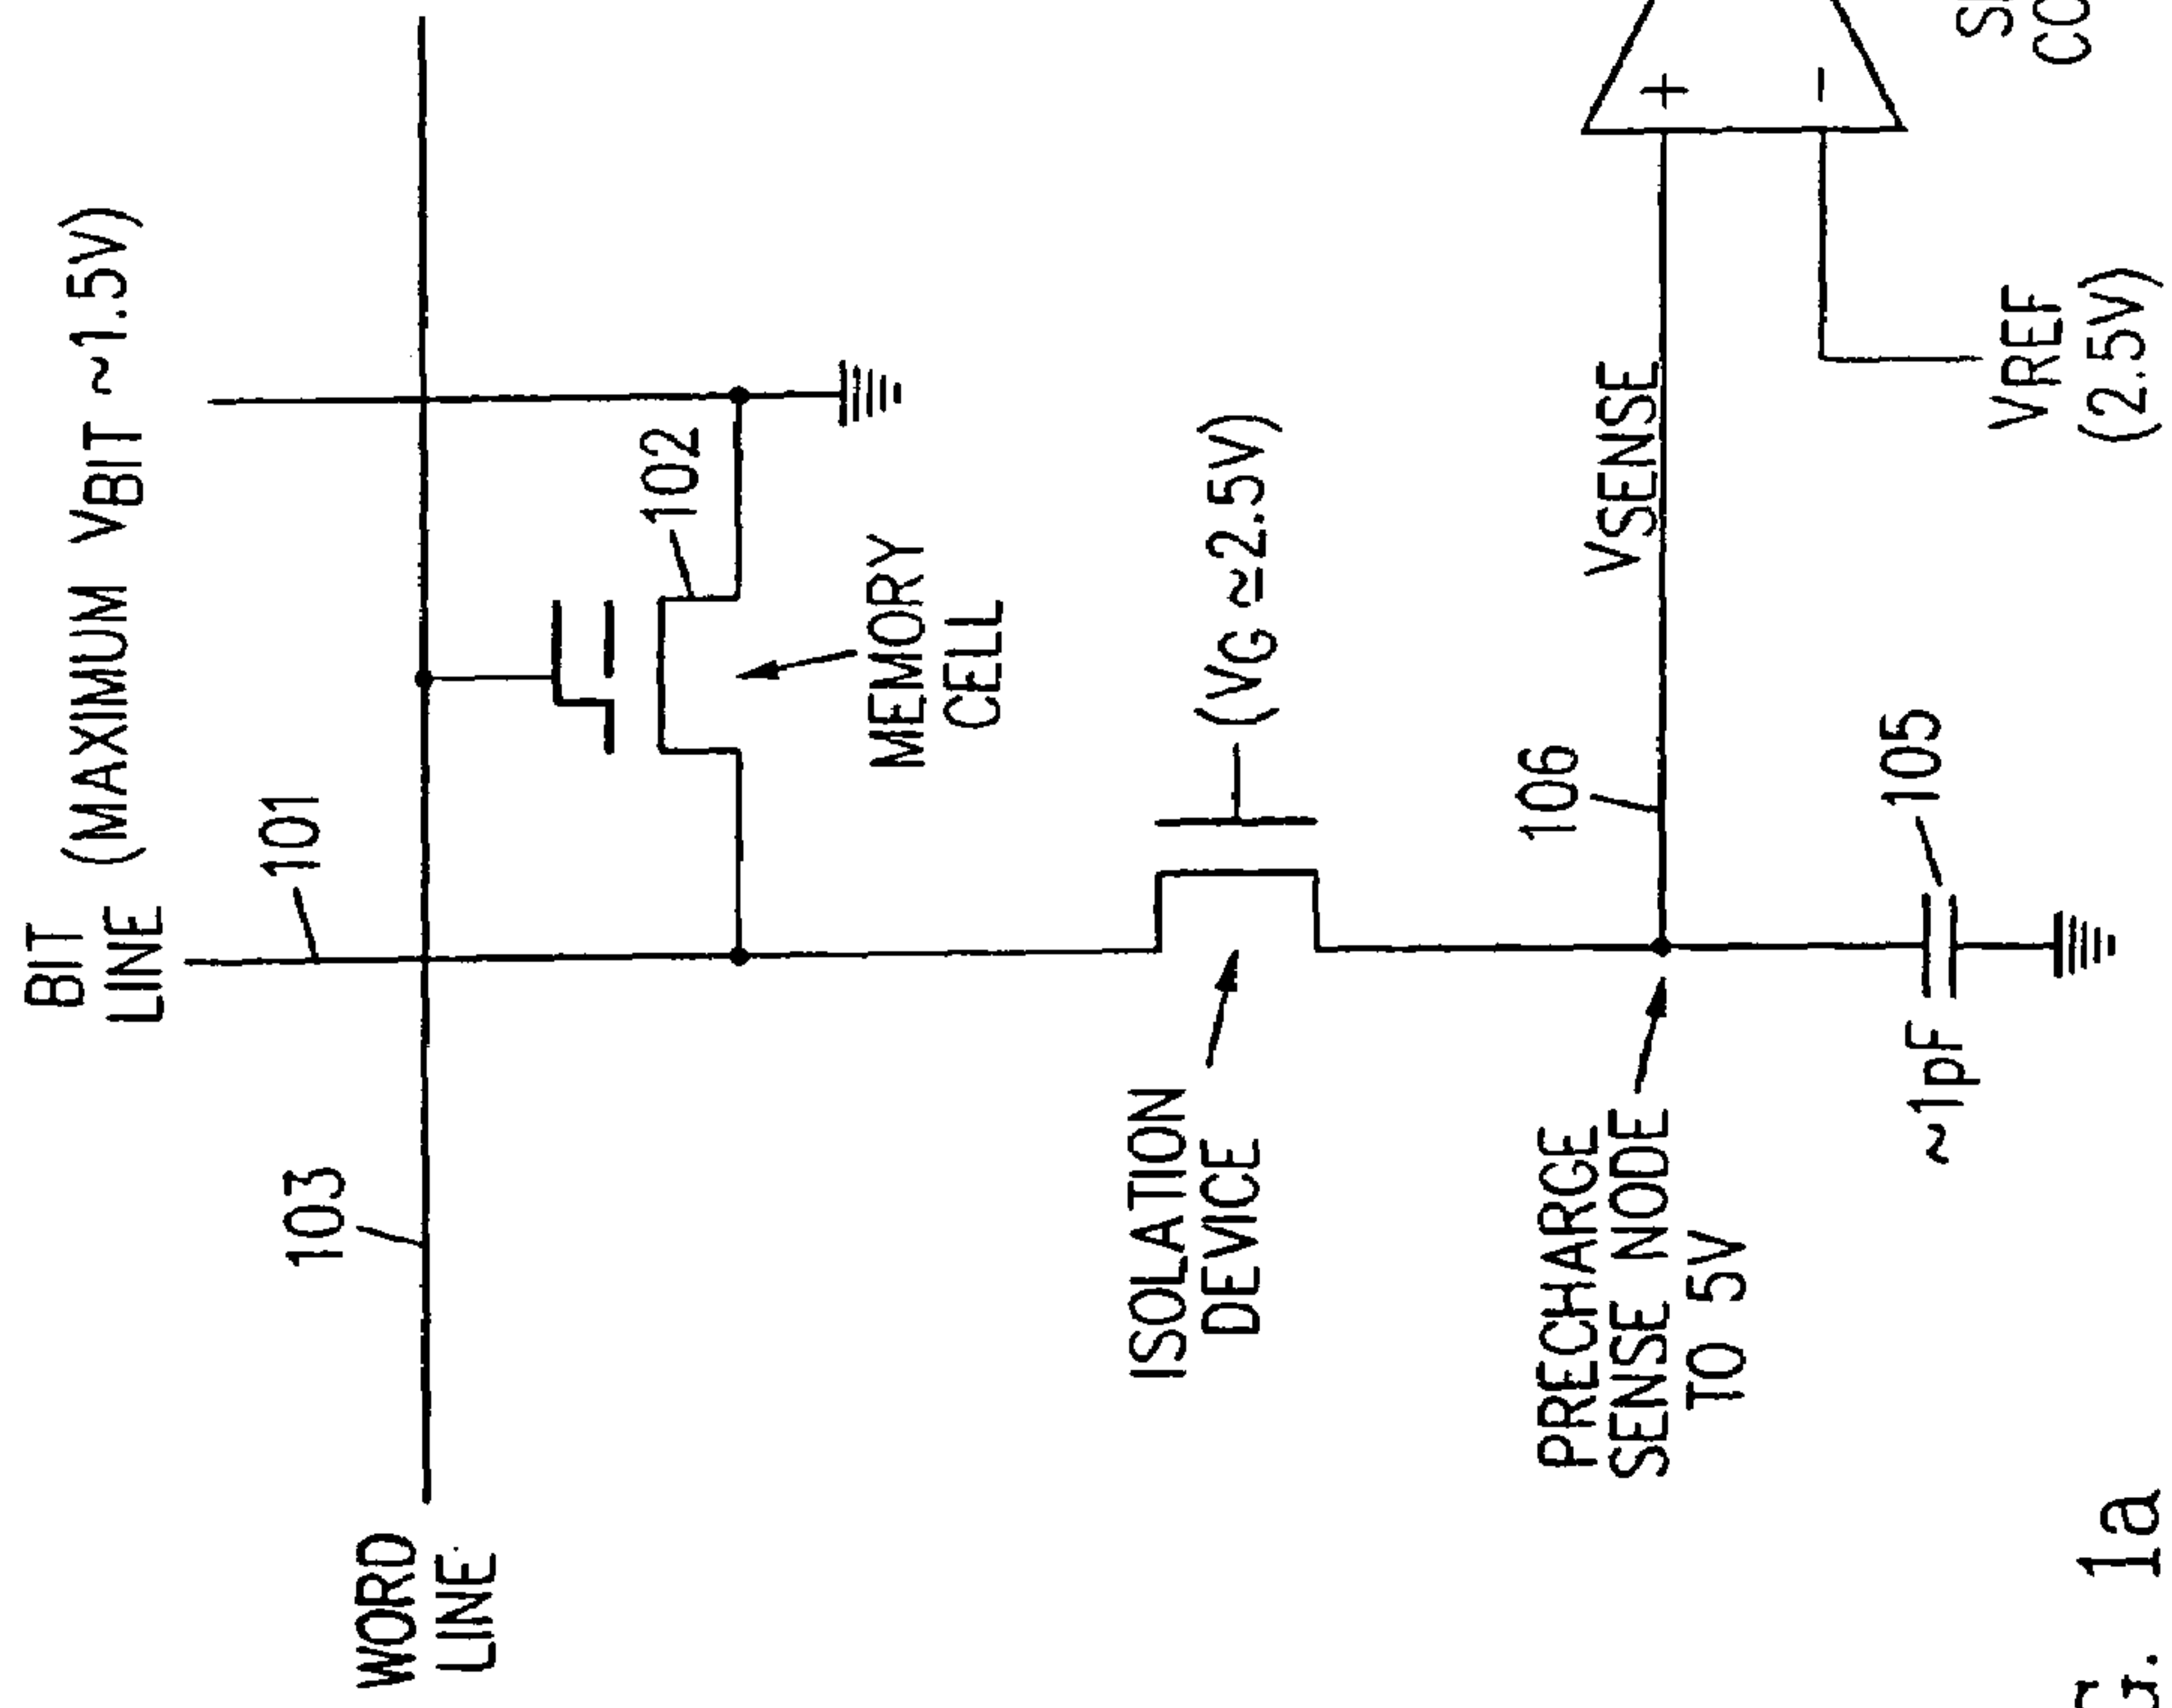 BIT
LINE
(MAXIMUM VBIT ~1.5V)
101
103
WORD
LINE
102
MEMORY
CELL
ISOLATION
DEVICE
(VG ≃2.5V)
PRECHARGE
SENSE NODE
TO 5V
106
VSENSE
+
-
~1pF
105
VREF
(2.5V)
1a